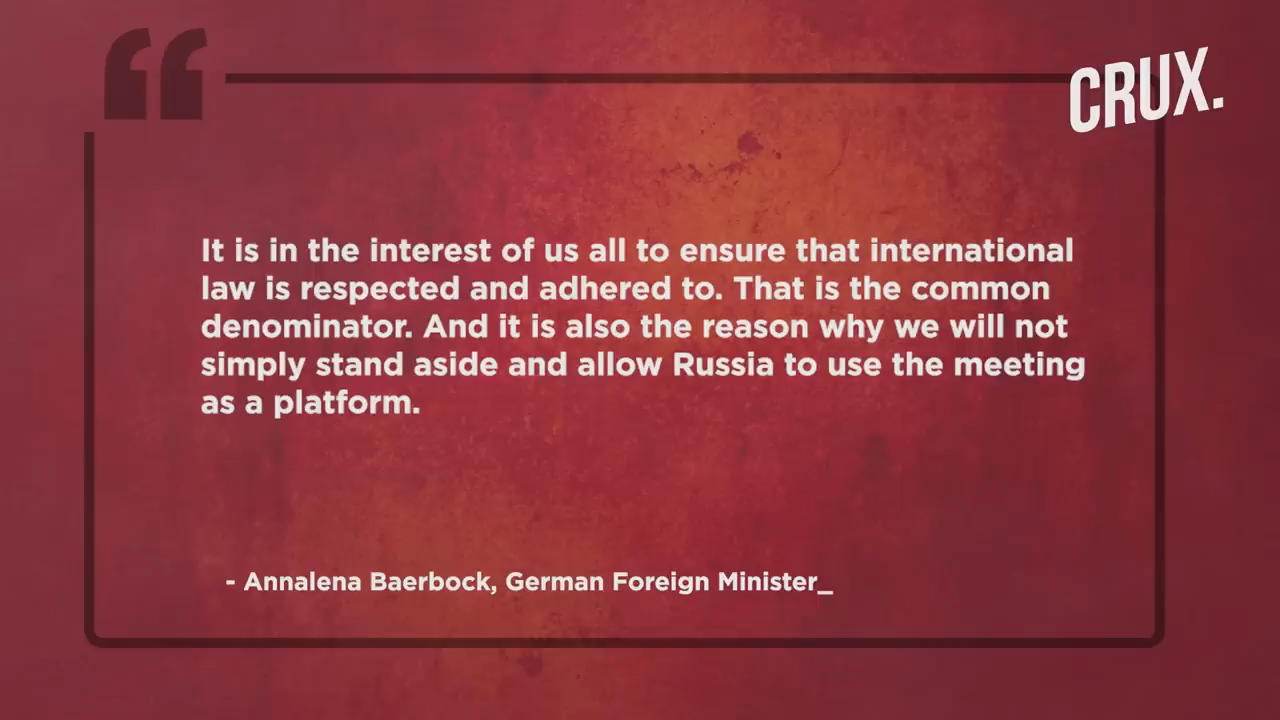 CRUX.
It is in the interest of us all to ensure that international
law is respected and adhered to. That is the common
denominator. And it is also the reason why we will not
simply stand aside and allow Russia to use the meeting
as a platform.
- Annalena Baerbock, German Foreign Minister_